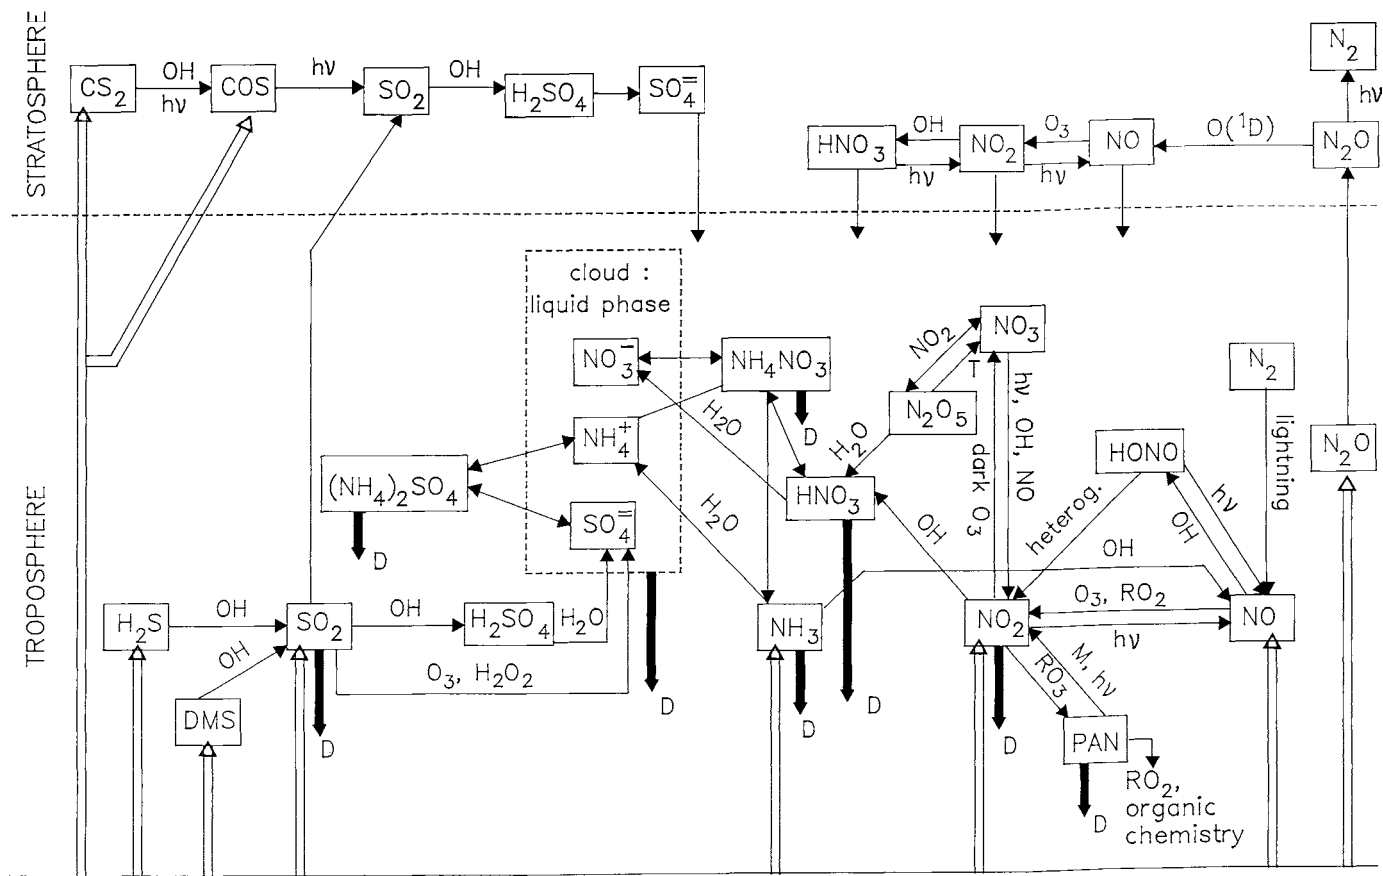 STRATOSPHERE
TROPOSPHERE
CS2
OH
hν
COS
hν
SO2
OH
H2SO4
SO4=
HNO3
OH
hν
NO2
O3
hν
NO
O(1D)
N2O
hν
N2
cloud :
liquid phase
NO3-
NH4+
SO4=
NH4NO3
D
(NH4)2SO4
D
H2O
H2O
H2O
HNO3
D
N2O5
NO2
T
NO3
dark O3
hν, OH, NO
OH
heterog.
HONO
hν
OH
N2
lightning
N2O
OH
H2S
OH
SO2
OH
H2SO4
H2O
O3, H2O2
D
D
OH
DMS
NH3
D
NO2
O3, RO2
hν
NO
D
RO3
M, hν
PAN
D
RO2,
organic
chemistry